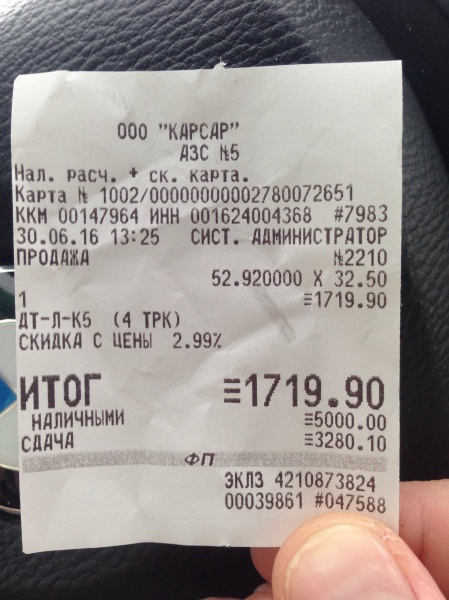 ООО "КАРСАР"
АЗС №5
Нал. расч. + ск. карта.
Карта № 1002/00000000002780072651
ККМ 00147964 ИНН 001624004368 #7983
30.06.16 13:25 СИСТ. АДМИНИСТРАТОР
ПРОДАЖА №2210
52.920000 X 32.50
1 ≡1719.90
ДТ-Л-К5 (4 ТРК)
СКИДКА С ЦЕНЫ 2.99%
ИТОГ ≡1719.90
НАЛИЧНЫМИ ≡5000.00
СДАЧА ≡3280.10
ФП
ЭКЛЗ 4210873824
00039861 #047588